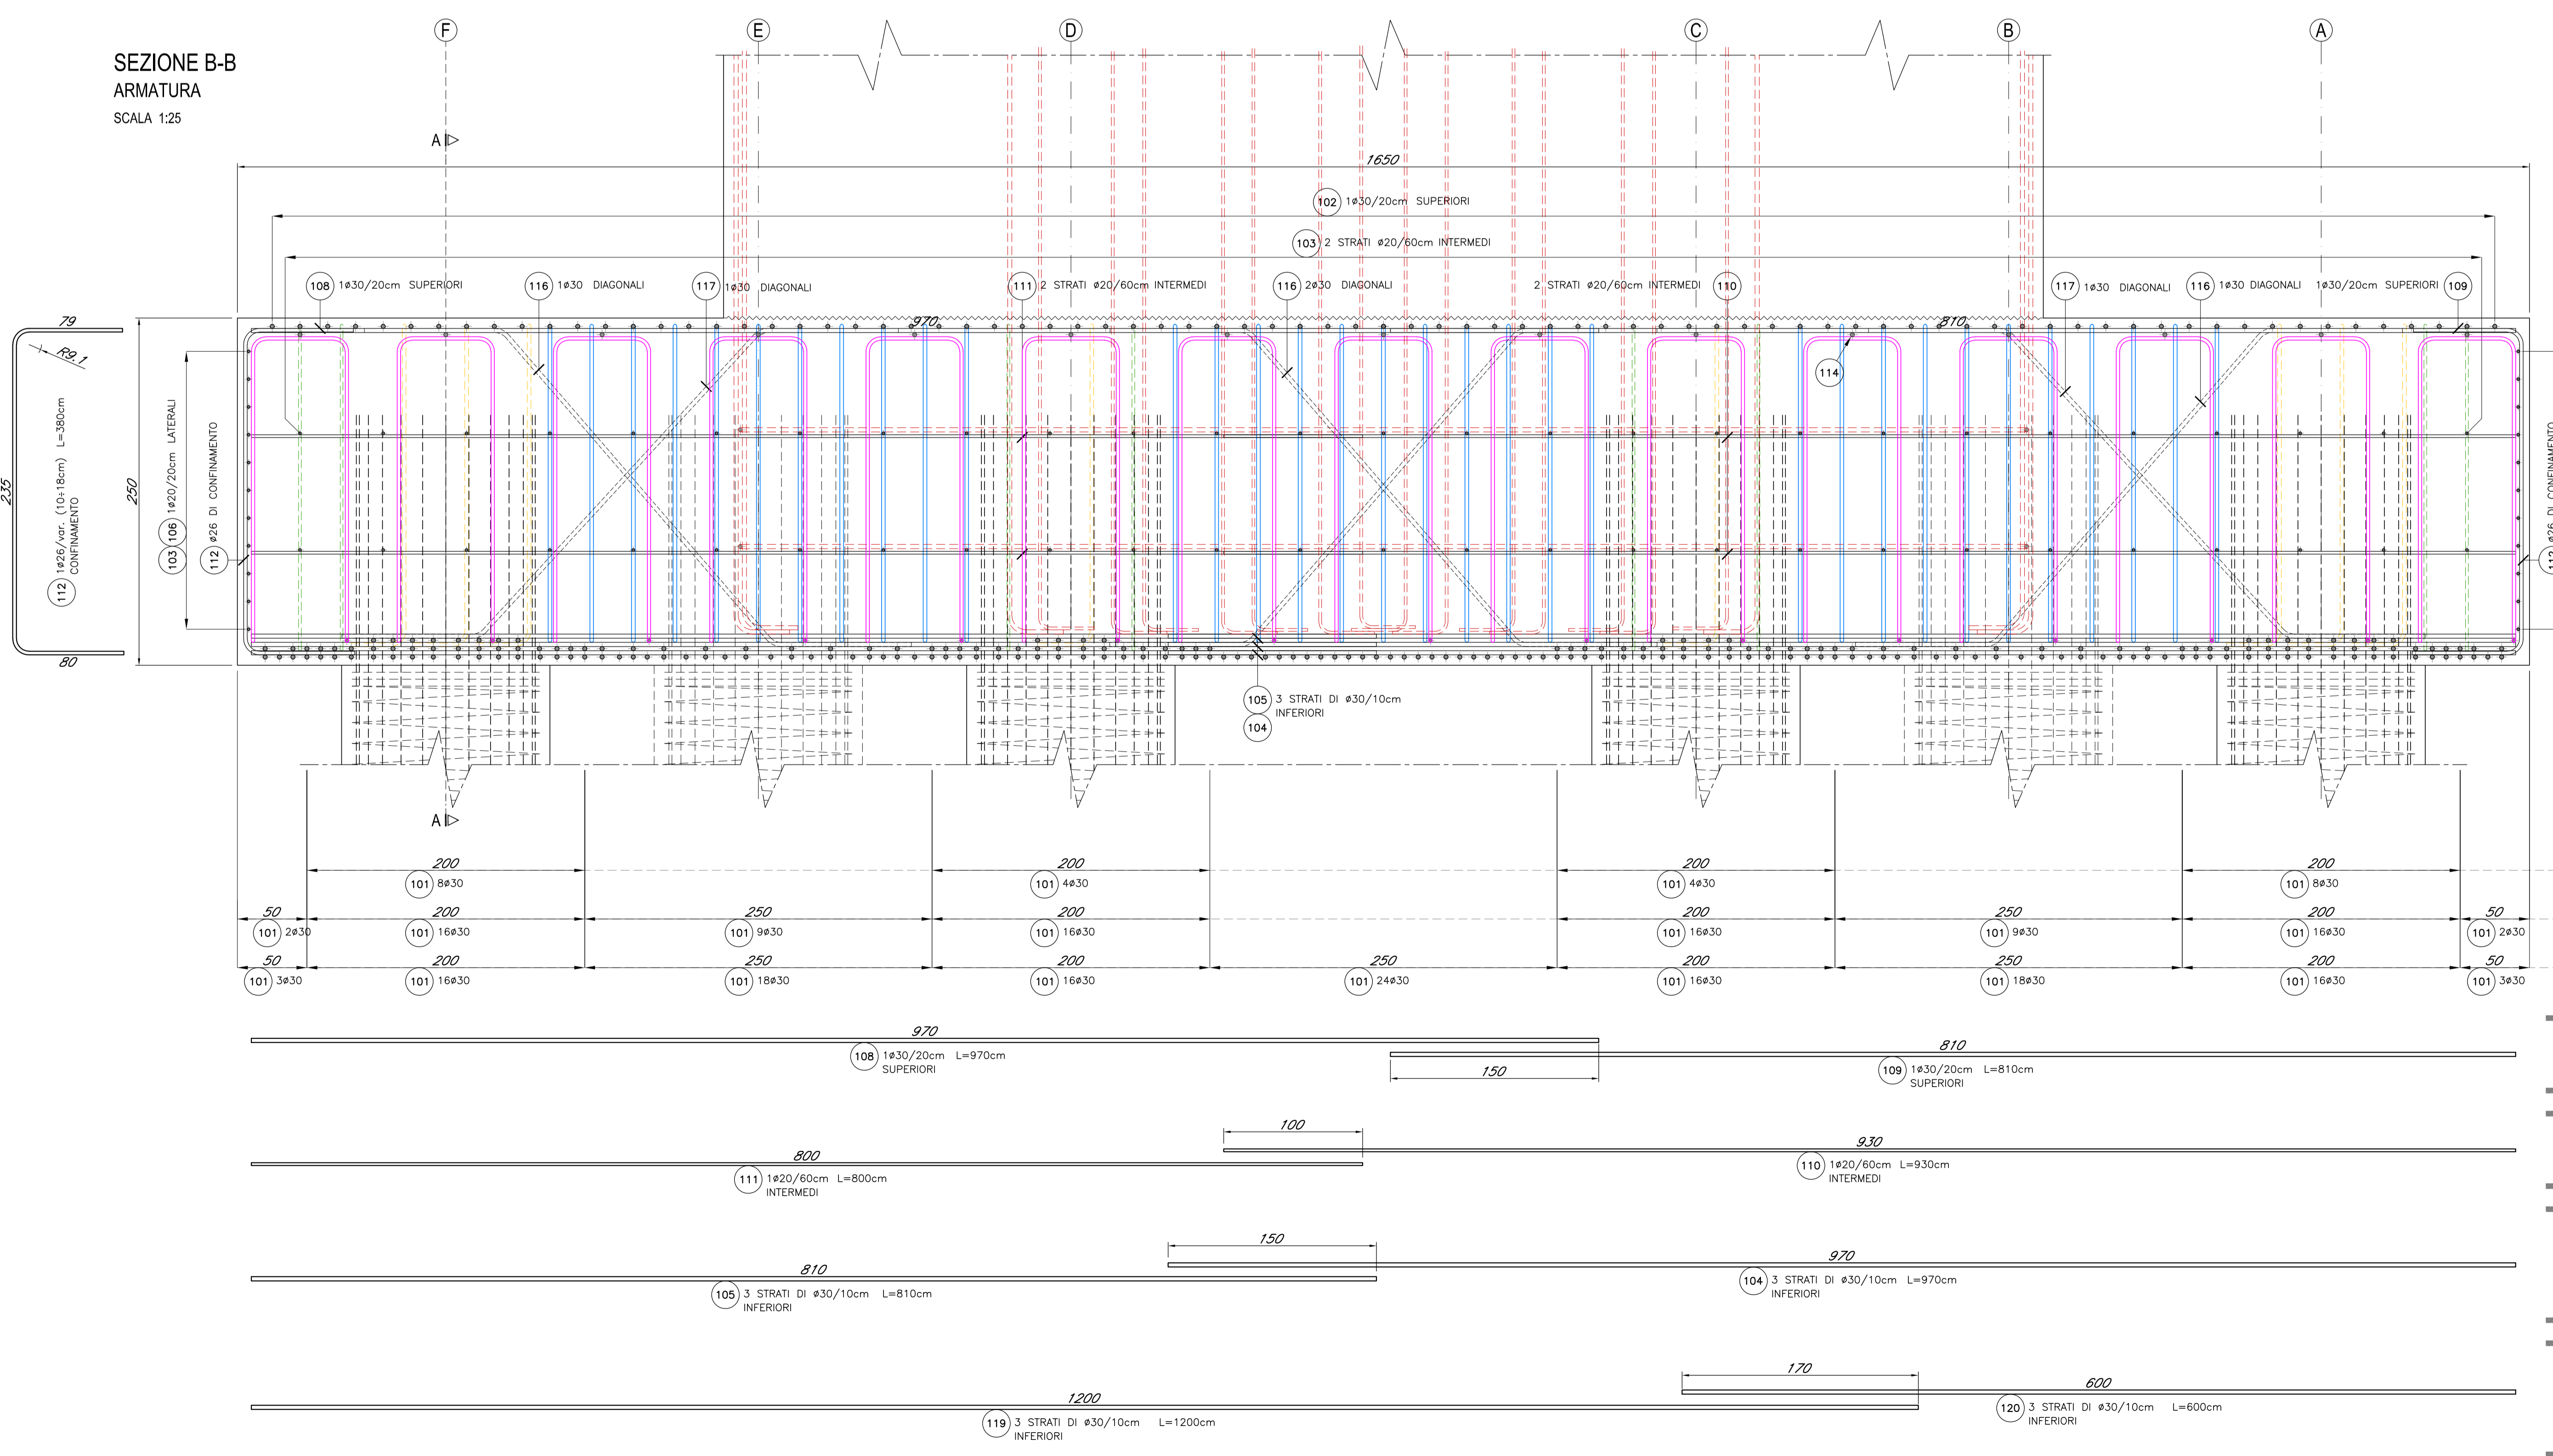 F
E
D
C
B
A
SEZIONE B-B
ARMATURA
SCALA 1:25
A
1650
102 1ø30/20cm SUPERIORI
103 2 STRATI ø20/60cm INTERMEDI
108 1ø30/20cm SUPERIORI
116 1ø30 DIAGONALI
117 1ø30 DIAGONALI
111 2 STRATI ø20/60cm INTERMEDI
116 2ø30 DIAGONALI
2 STRATI ø20/60cm INTERMEDI 110
117 1ø30 DIAGONALI
116 1ø30 DIAGONALI
1ø30/20cm SUPERIORI 109
79
R9.1
970
810
114
235
112 1ø26/var. (10÷18cm) L=380cm
CONFINAMENTO
250
103 106 1ø20/20cm LATERALI
112 ø26 DI CONFINAMENTO
112 ø26 DI CONFINAMENTO
80
105 3 STRATI DI ø30/10cm
INFERIORI
104
A
200
200
200
200
101 8ø30
101 4ø30
101 4ø30
101 8ø30
50
200
250
200
200
250
200
50
101 2ø30
101 16ø30
101 9ø30
101 16ø30
101 16ø30
101 9ø30
101 16ø30
101 2ø30
50
200
250
200
250
200
250
200
50
101 3ø30
101 16ø30
101 18ø30
101 16ø30
101 24ø30
101 16ø30
101 18ø30
101 16ø30
101 3ø30
970
108 1ø30/20cm L=970cm
SUPERIORI
810
150
109 1ø30/20cm L=810cm
SUPERIORI
100
800
111 1ø20/60cm L=800cm
INTERMEDI
930
110 1ø20/60cm L=930cm
INTERMEDI
150
810
105 3 STRATI DI ø30/10cm L=810cm
INFERIORI
970
104 3 STRATI DI ø30/10cm L=970cm
INFERIORI
170
1200
119 3 STRATI DI ø30/10cm L=1200cm
INFERIORI
600
120 3 STRATI DI ø30/10cm L=600cm
INFERIORI